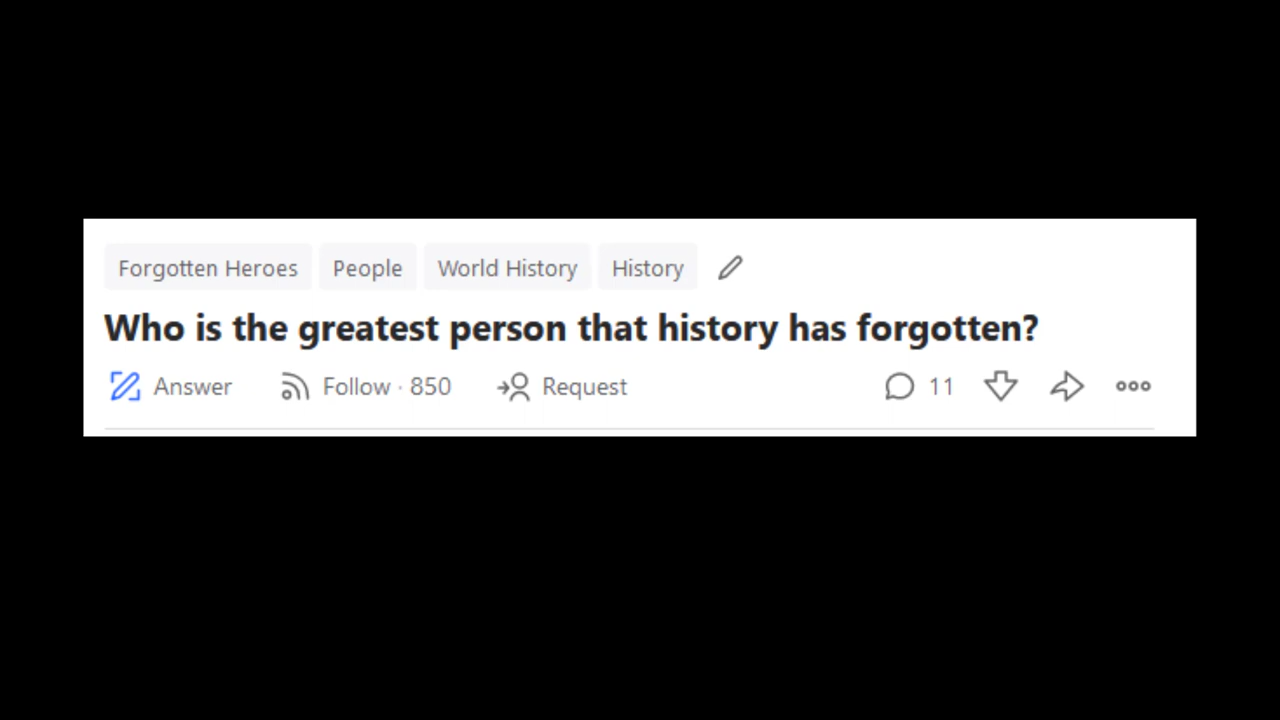 Forgotten Heroes People World History History
Who is the greatest person that history has forgotten?
Answer Follow · 850 Request 11